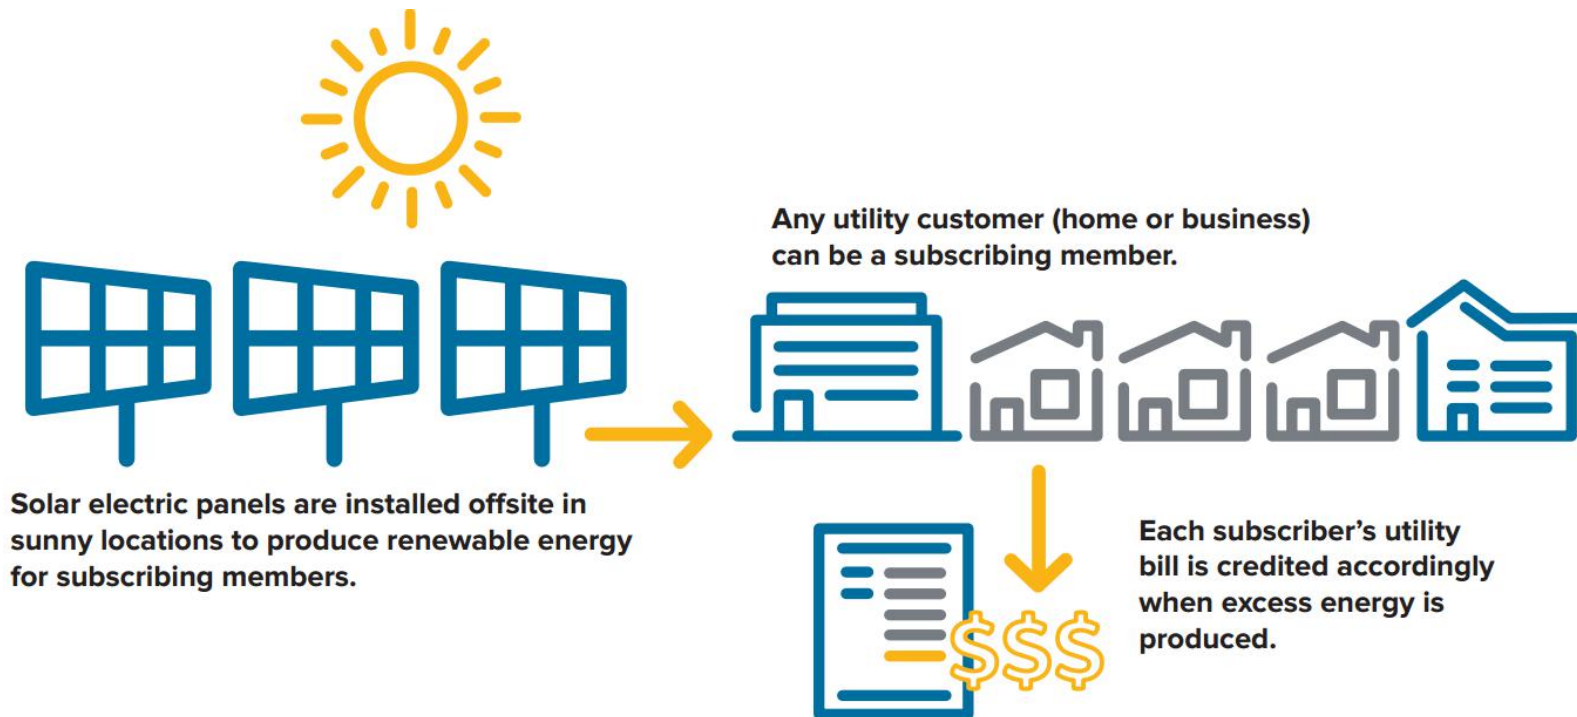 Any utility customer (home or business)
can be a subscribing member.
Solar electric panels are installed offsite in
sunny locations to produce renewable energy
for subscribing members.
Each subscriber’s utility
bill is credited accordingly
when excess energy is
produced.
$$$